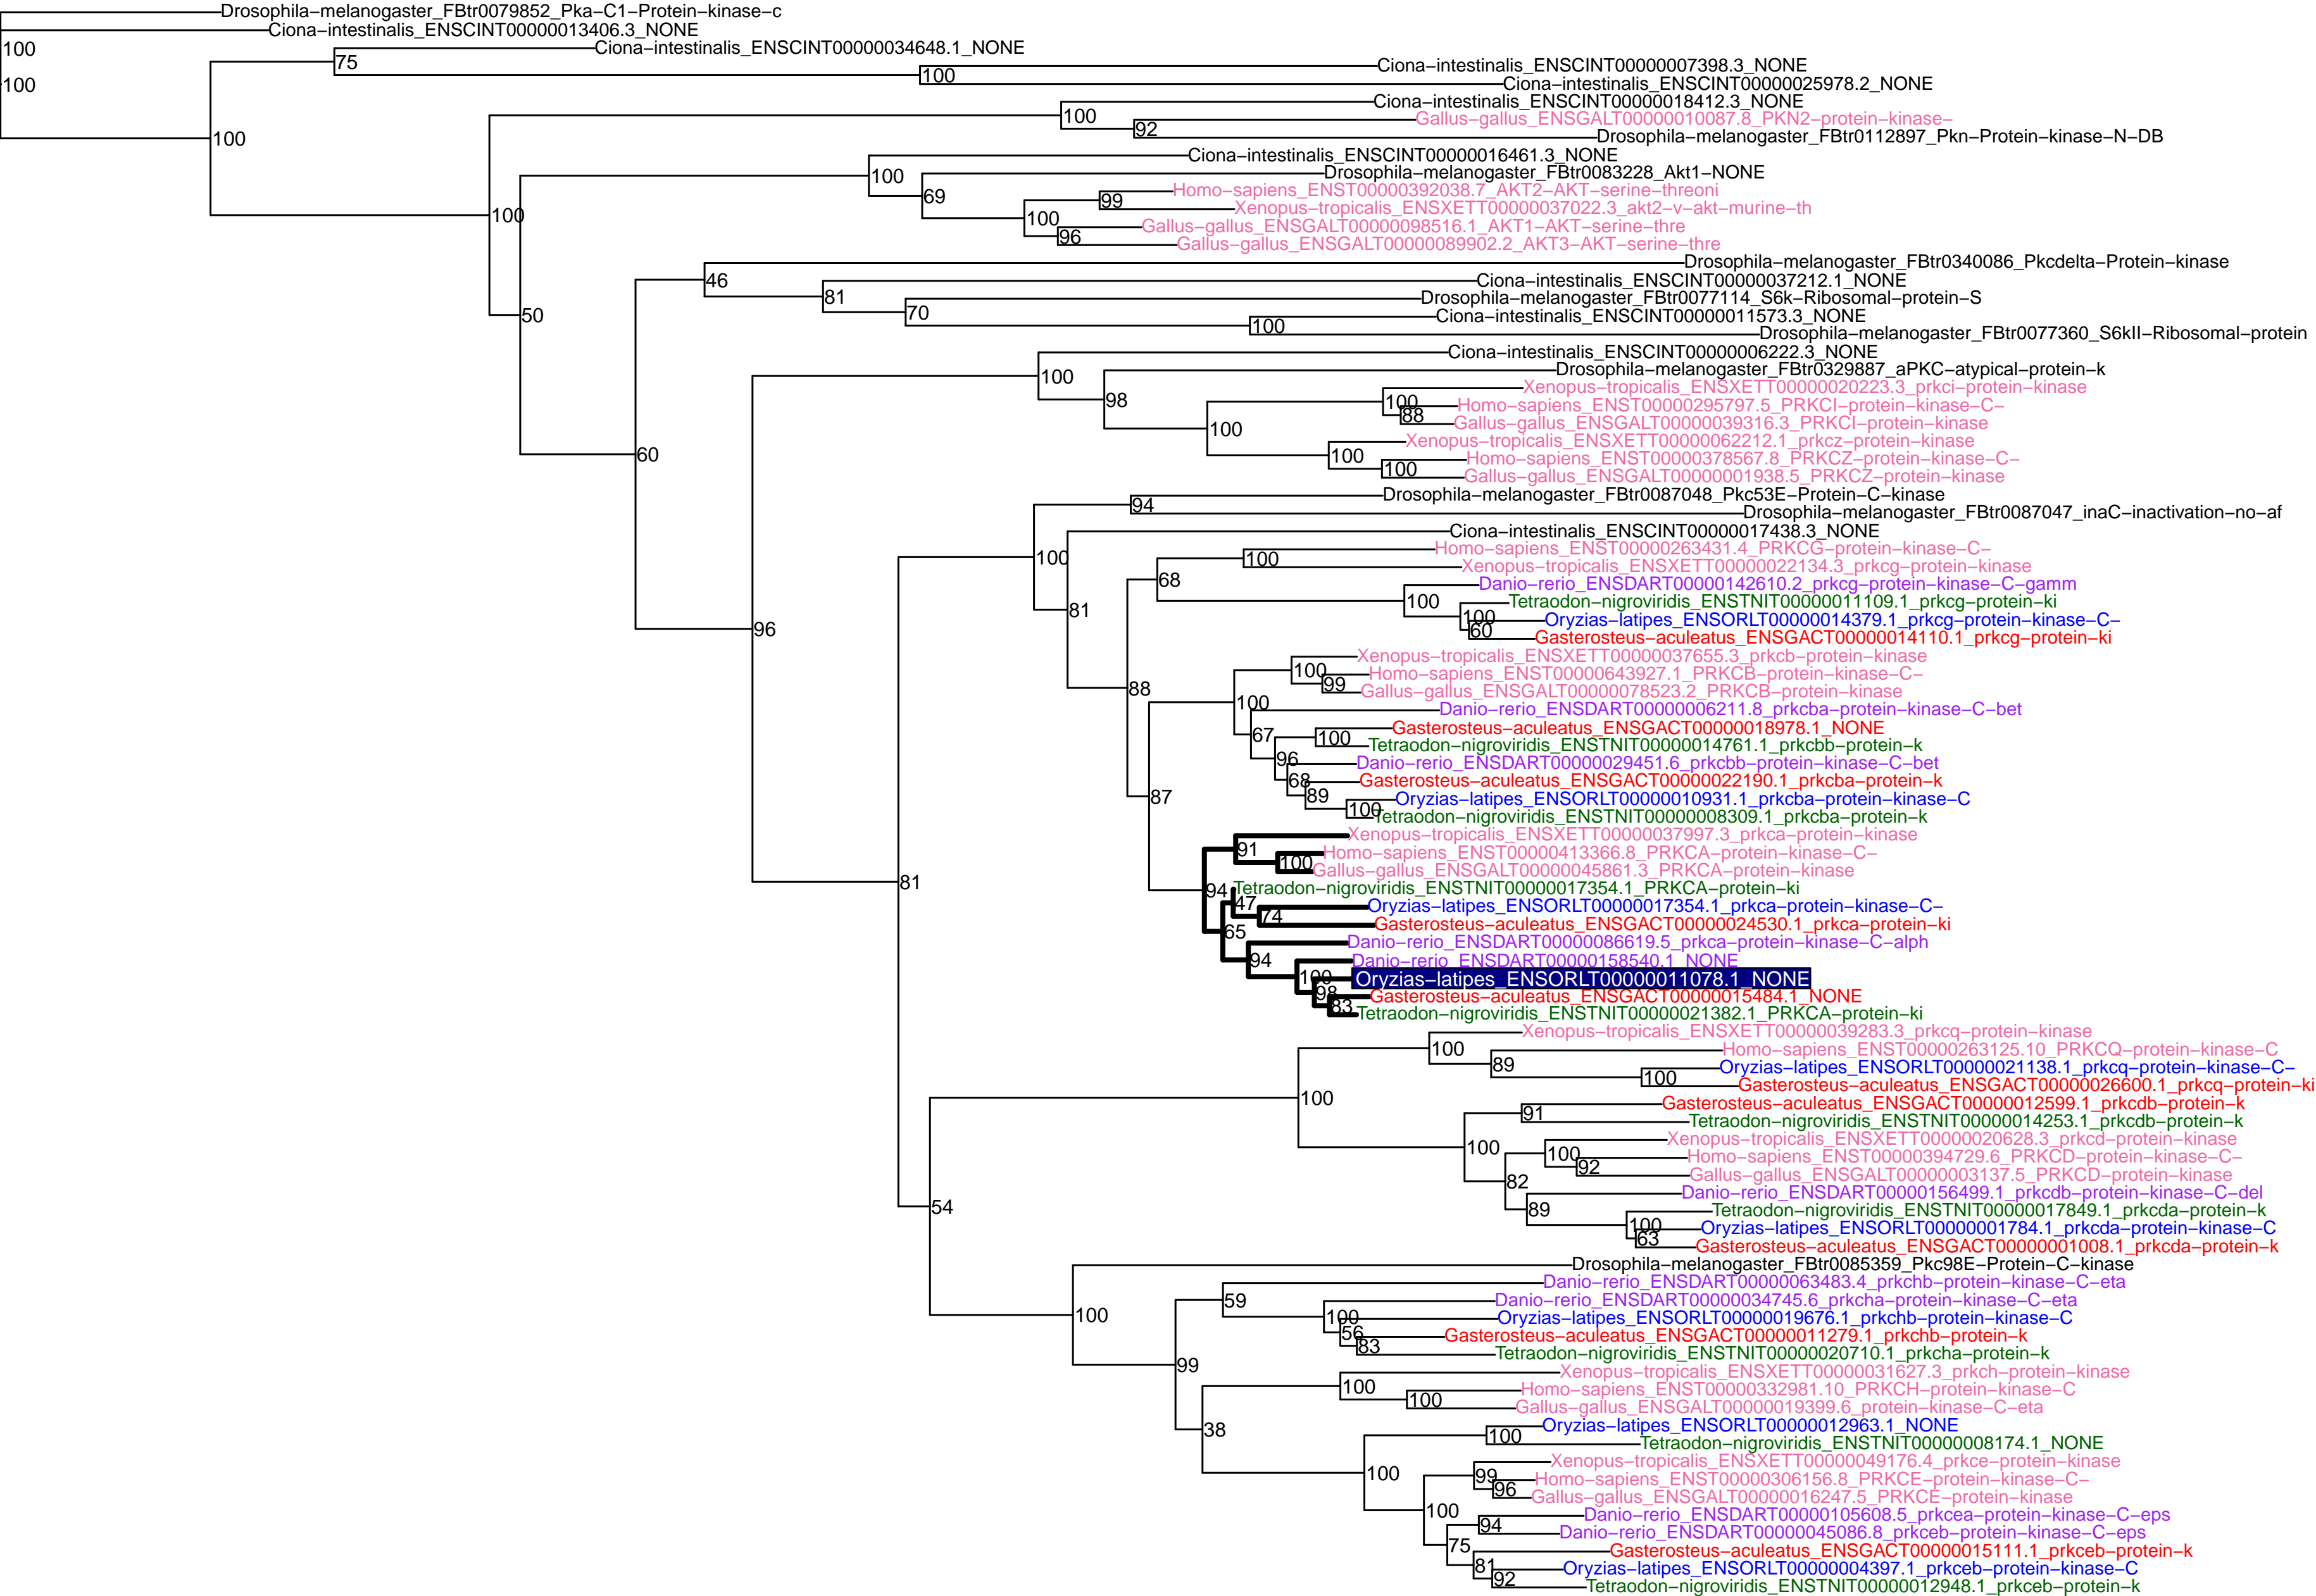 Drosophila−melanogaster_FBtr0079852_Pka−C1−Protein−kinase−c
Ciona−intestinalis_ENSCINT00000013406.3_NONE
100
Ciona−intestinalis_ENSCINT00000034648.1_NONE
75
Ciona−intestinalis_ENSCINT00000007398.3_NONE
100
100
Ciona−intestinalis_ENSCINT00000025978.2_NONE
Ciona−intestinalis_ENSCINT00000018412.3_NONE
100
Gallus−gallus_ENSGALT00000010087.8_PKN2−protein−kinase−
92
Drosophila−melanogaster_FBtr0112897_Pkn−Protein−kinase−N−DB
100
Ciona−intestinalis_ENSCINT00000016461.3_NONE
100
Drosophila−melanogaster_FBtr0083228_Akt1−NONE
Homo−sapiens_ENST00000392038.7_AKT2−AKT−serine−threoni
69
99
Xenopus−tropicalis_ENSXETT00000037022.3_akt2−v−akt−murine−th
100
100
Gallus−gallus_ENSGALT00000098516.1_AKT1−AKT−serine−thre
96
Gallus−gallus_ENSGALT00000089902.2_AKT3−AKT−serine−thre
Drosophila−melanogaster_FBtr0340086_Pkcdelta−Protein−kinase
46
Ciona−intestinalis_ENSCINT00000037212.1_NONE
81
Drosophila−melanogaster_FBtr0077114_S6k−Ribosomal−protein−S
70
50
Ciona−intestinalis_ENSCINT00000011573.3_NONE
100
Drosophila−melanogaster_FBtr0077360_S6kII−Ribosomal−protein
Ciona−intestinalis_ENSCINT00000006222.3_NONE
100
Drosophila−melanogaster_FBtr0329887_aPKC−atypical−protein−k
Xenopus−tropicalis_ENSXETT00000020223.3_prkci−protein−kinase
98
100
Homo−sapiens_ENST00000295797.5_PRKCI−protein−kinase−C−
88
Gallus−gallus_ENSGALT00000039316.3_PRKCI−protein−kinase
100
Xenopus−tropicalis_ENSXETT00000062212.1_prkcz−protein−kinase
60
100
Homo−sapiens_ENST00000378567.8_PRKCZ−protein−kinase−C−
100
Gallus−gallus_ENSGALT00000001938.5_PRKCZ−protein−kinase
Drosophila−melanogaster_FBtr0087048_Pkc53E−Protein−C−kinase
94
Drosophila−melanogaster_FBtr0087047_inaC−inactivation−no−af
Ciona−intestinalis_ENSCINT00000017438.3_NONE
100
Homo−sapiens_ENST00000263431.4_PRKCG−protein−kinase−C−
100
Xenopus−tropicalis_ENSXETT00000022134.3_prkcg−protein−kinase
68
Danio−rerio_ENSDART00000142610.2_prkcg−protein−kinase−C−gamm
100
Tetraodon−nigroviridis_ENSTNIT00000011109.1_prkcg−protein−ki
81
100
Oryzias−latipes_ENSORLT00000014379.1_prkcg−protein−kinase−C−
60
96
Gasterosteus−aculeatus_ENSGACT00000014110.1_prkcg−protein−ki
Xenopus−tropicalis_ENSXETT00000037655.3_prkcb−protein−kinase
100
Homo−sapiens_ENST00000643927.1_PRKCB−protein−kinase−C−
99
88
Gallus−gallus_ENSGALT00000078523.2_PRKCB−protein−kinase
100
Danio−rerio_ENSDART00000006211.8_prkcba−protein−kinase−C−bet
Gasterosteus−aculeatus_ENSGACT00000018978.1_NONE
67
100
Tetraodon−nigroviridis_ENSTNIT00000014761.1_prkcbb−protein−k
96
Danio−rerio_ENSDART00000029451.6_prkcbb−protein−kinase−C−bet
68
Gasterosteus−aculeatus_ENSGACT00000022190.1_prkcba−protein−k
87
89
Oryzias−latipes_ENSORLT00000010931.1_prkcba−protein−kinase−C
100
Tetraodon−nigroviridis_ENSTNIT00000008309.1_prkcba−protein−k
Xenopus−tropicalis_ENSXETT00000037997.3_prkca−protein−kinase
91
Homo−sapiens_ENST00000413366.8_PRKCA−protein−kinase−C−
100
Gallus−gallus_ENSGALT00000045861.3_PRKCA−protein−kinase
81
94
Tetraodon−nigroviridis_ENSTNIT00000017354.1_PRKCA−protein−ki
47
Oryzias−latipes_ENSORLT00000017354.1_prkca−protein−kinase−C−
74
Gasterosteus−aculeatus_ENSGACT00000024530.1_prkca−protein−ki
65
Danio−rerio_ENSDART00000086619.5_prkca−protein−kinase−C−alph
94
Danio−rerio_ENSDART00000158540.1_NONE
100
Oryzias−latipes_ENSORLT00000011078.1_NONE
98
Gasterosteus−aculeatus_ENSGACT00000015484.1_NONE
83
Tetraodon−nigroviridis_ENSTNIT00000021382.1_PRKCA−protein−ki
Xenopus−tropicalis_ENSXETT00000039283.3_prkcq−protein−kinase
100
Homo−sapiens_ENST00000263125.10_PRKCQ−protein−kinase−C
89
Oryzias−latipes_ENSORLT00000021138.1_prkcq−protein−kinase−C−
100
Gasterosteus−aculeatus_ENSGACT00000026600.1_prkcq−protein−ki
100
Gasterosteus−aculeatus_ENSGACT00000012599.1_prkcdb−protein−k
91
Tetraodon−nigroviridis_ENSTNIT00000014253.1_prkcdb−protein−k
Xenopus−tropicalis_ENSXETT00000020628.3_prkcd−protein−kinase
100
100
Homo−sapiens_ENST00000394729.6_PRKCD−protein−kinase−C−
92
Gallus−gallus_ENSGALT00000003137.5_PRKCD−protein−kinase
82
Danio−rerio_ENSDART00000156499.1_prkcdb−protein−kinase−C−del
54
89
Tetraodon−nigroviridis_ENSTNIT00000017849.1_prkcda−protein−k
100
Oryzias−latipes_ENSORLT00000001784.1_prkcda−protein−kinase−C
63
Gasterosteus−aculeatus_ENSGACT00000001008.1_prkcda−protein−k
Drosophila−melanogaster_FBtr0085359_Pkc98E−Protein−C−kinase
Danio−rerio_ENSDART00000063483.4_prkchb−protein−kinase−C−eta
59
Danio−rerio_ENSDART00000034745.6_prkcha−protein−kinase−C−eta
100
100
Oryzias−latipes_ENSORLT00000019676.1_prkchb−protein−kinase−C
56
Gasterosteus−aculeatus_ENSGACT00000011279.1_prkchb−protein−k
83
Tetraodon−nigroviridis_ENSTNIT00000020710.1_prkcha−protein−k
99
Xenopus−tropicalis_ENSXETT00000031627.3_prkch−protein−kinase
100
Homo−sapiens_ENST00000332981.10_PRKCH−protein−kinase−C
100
Gallus−gallus_ENSGALT00000019399.6_protein−kinase−C−eta
38
Oryzias−latipes_ENSORLT00000012963.1_NONE
100
Tetraodon−nigroviridis_ENSTNIT00000008174.1_NONE
100
Xenopus−tropicalis_ENSXETT00000049176.4_prkce−protein−kinase
99
Homo−sapiens_ENST00000306156.8_PRKCE−protein−kinase−C−
96
Gallus−gallus_ENSGALT00000016247.5_PRKCE−protein−kinase
100
Danio−rerio_ENSDART00000105608.5_prkcea−protein−kinase−C−eps
94
Danio−rerio_ENSDART00000045086.8_prkceb−protein−kinase−C−eps
75
Gasterosteus−aculeatus_ENSGACT00000015111.1_prkceb−protein−k
81
Oryzias−latipes_ENSORLT00000004397.1_prkceb−protein−kinase−C
92
Tetraodon−nigroviridis_ENSTNIT00000012948.1_prkceb−protein−k